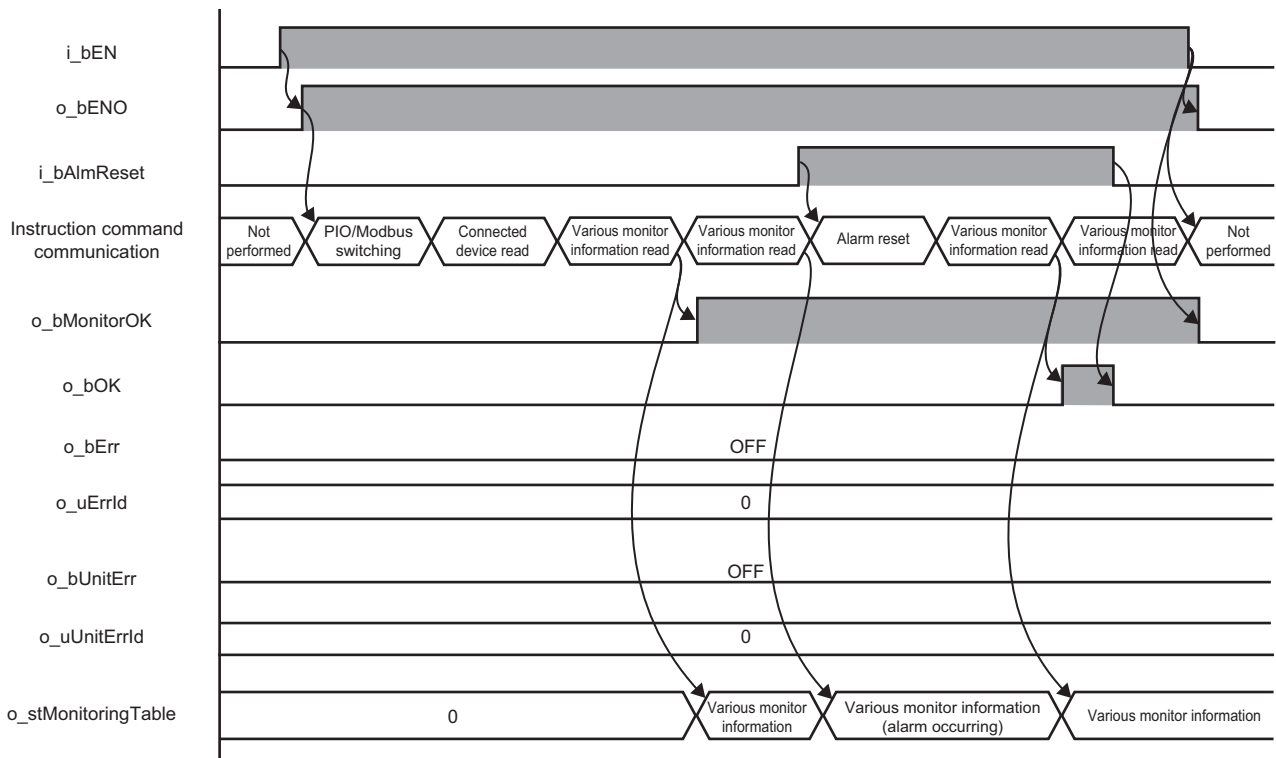 i_bEN
o_bENO
i_bAlmReset
Instruction command
communication
Not
performed
PIO/Modbus
switching
Connected
device read
Various monitor
information read
Various monitor
information read
Alarm reset
Various monitor
information read
Various monitor
information read
Not
performed
o_bMonitorOK
o_bOK
o_bErr
OFF
o_uErrId
0
o_bUnitErr
OFF
o_uUnitErrId
0
o_stMonitoringTable
0
Various monitor
information
Various monitor information
(alarm occurring)
Various monitor information